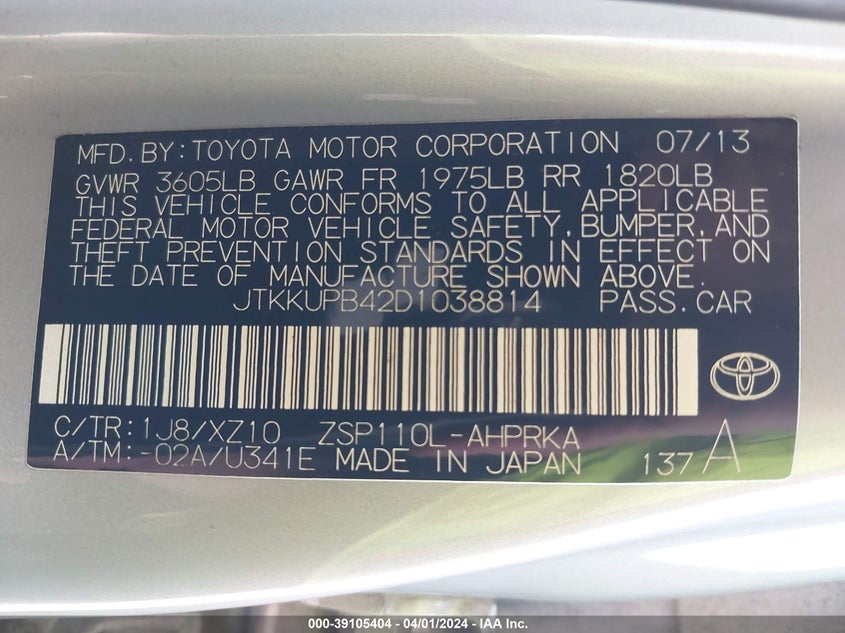 MFD. BY: TOYOTA MOTOR CORPORATION 07/13
GVWR 3605LB GAWR FR 1975LB RR 1820LB
THIS VEHICLE CONFORMS TO ALL APPLICABLE
FEDERAL MOTOR VEHICLE SAFETY, BUMPER, AND
THEFT PREVENTION STANDARDS IN EFFECT ON
THE DATE OF MANUFACTURE SHOWN ABOVE.
JTKKUPB42D1038814 PASS. CAR
C/TR: 1J8/XZ10 ZSP110L-AHPRKA
A/TM: -02A/U341E MADE IN JAPAN 137 A
000-39105404 - 04/01/2024 - IAA, Inc.